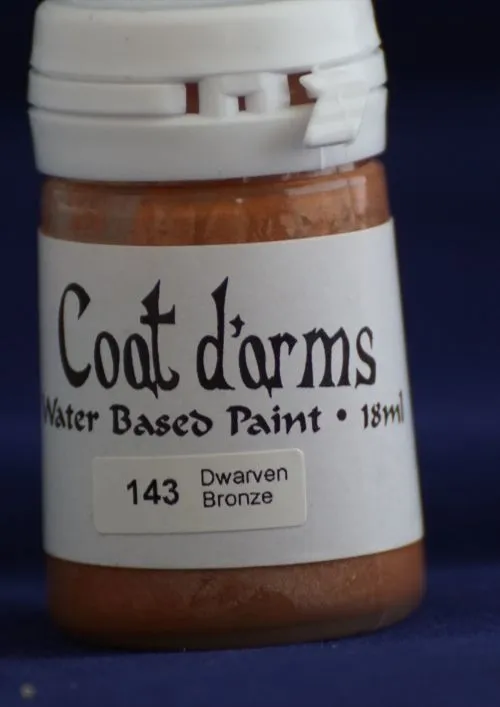 Coat d'arms
Water Based Paint • 18ml
143 Dwarven
Bronze